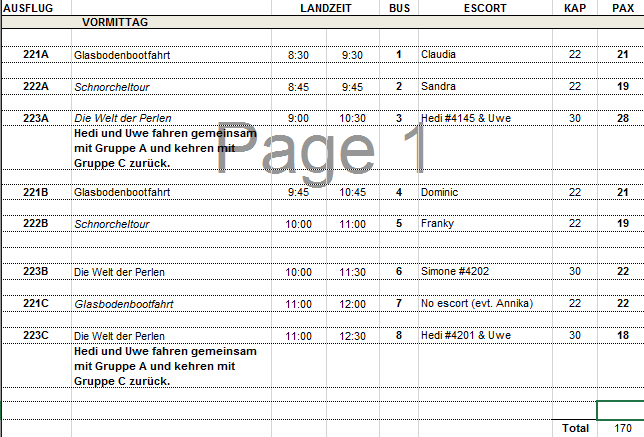 AUSFLUG LANDZEIT BUS ESCORT KAP PAX
VORMITTAG
221A Glasbodenbootfahrt 8:30 9:30 1 Claudia 22 21
222A Schnorcheltour 8:45 9:45 2 Sandra 22 19
223A Die Welt der Perlen 9:00 10:30 3 Hedi #4145 & Uwe 30 28
Hedi und Uwe fahren gemeinsam
mit Gruppe A und kehren mit
Gruppe C zurück.
Page 1
221B Glasbodenbootfahrt 9:45 10:45 4 Dominic 22 21
222B Schnorcheltour 10:00 11:00 5 Franky 22 19
223B Die Welt der Perlen 10:00 11:30 6 Simone #4202 30 22
221C Glasbodenbootfahrt 11:00 12:00 7 No escort (evt. Annika) 22 22
223C Die Welt der Perlen 11:00 12:30 8 Hedi #4201 & Uwe 30 18
Hedi und Uwe fahren gemeinsam
mit Gruppe A und kehren mit
Gruppe C zurück.
Total 170